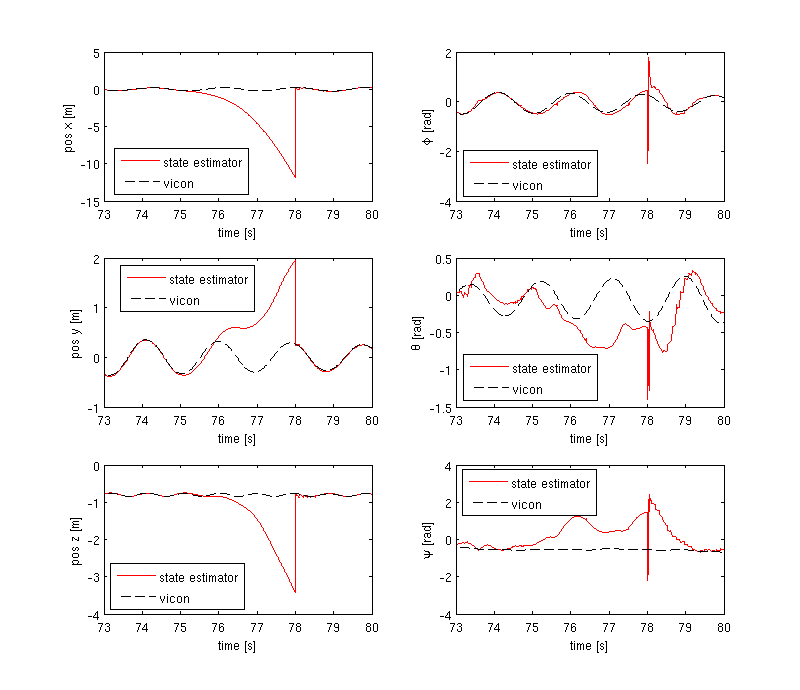 5
0
-5
-10
-15
pos x [m]
state estimator
vicon
73 74 75 76 77 78 79 80
time [s]
2
0
-2
-4
ϕ [rad]
state estimator
vicon
73 74 75 76 77 78 79 80
time [s]
2
1
0
-1
pos y [m]
state estimator
vicon
73 74 75 76 77 78 79 80
time [s]
0.5
0
-0.5
-1
-1.5
θ [rad]
state estimator
vicon
73 74 75 76 77 78 79 80
time [s]
0
-1
-2
-3
-4
pos z [m]
state estimator
vicon
73 74 75 76 77 78 79 80
time [s]
4
2
0
-2
-4
ψ [rad]
state estimator
vicon
73 74 75 76 77 78 79 80
time [s]